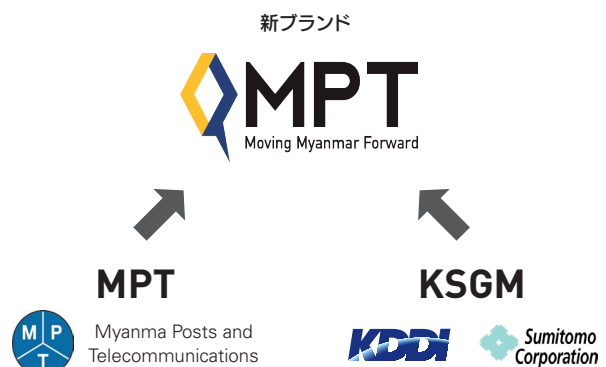 新ブランド
MPT
Moving Myanmar Forward
MPT
KSGM
M P
T
Myanma Posts and
Telecommunications
KDDI
Sumitomo
Corporation